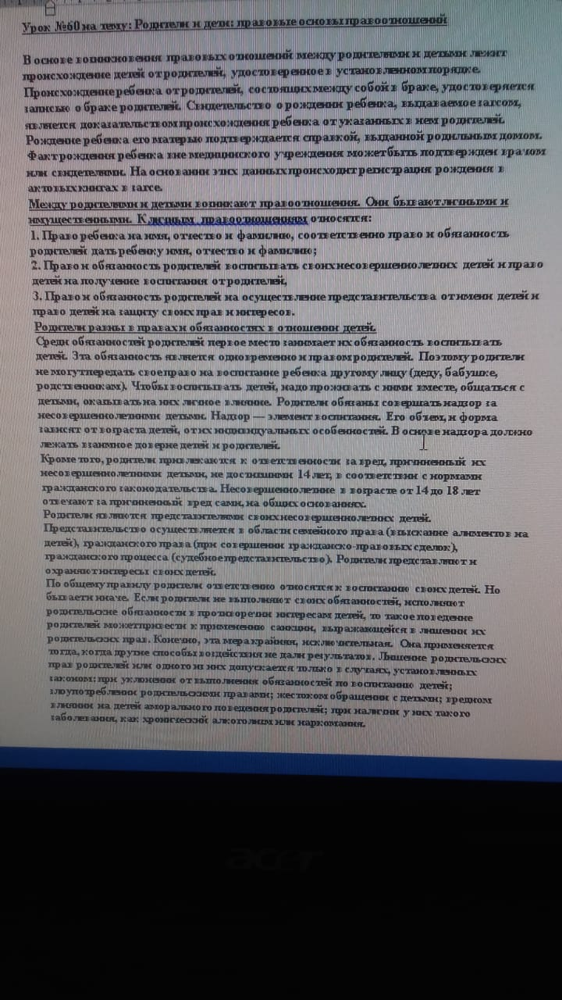 Урок №60 на тему: Родители и дети: правовые основы правоотношений
В основе возникновения правовых отношений между родителями и детьми лежит
происхождение детей от родителей, удостоверенное в установленном порядке.
Происхождение ребенка от родителей, состоящих между собой в браке, удостоверяется
записью о браке родителей. Свидетельство о рождении ребенка, выдаваемое загсом,
является доказательством происхождения ребенка от указанных в нем родителей.
Рождение ребенка его матерью подтверждается справкой, выданной родильным домом.
Факт рождения ребенка вне медицинского учреждения может быть подтвержден врачом
или свидетелями. На основании этих данных происходит регистрация рождения в
актовых книгах в загсе.
Между родителями и детьми возникают правоотношения. Они бывают личными и
имущественными. К личным правоотношениям относятся:
1. Право ребенка на имя, отчество и фамилию, соответственно право и обязанность
родителей дать ребенку имя, отчество и фамилию;
2. Право и обязанность родителей воспитывать своих несовершеннолетних детей и право
детей на получение воспитания от родителей,
3. Право и обязанность родителей на осуществление представительства от имени детей и
право детей на защиту своих прав и интересов.
Родители равны в правах и обязанностях в отношении детей.
Среди обязанностей родителей первое место занимает их обязанность воспитывать
детей. Эта обязанность является одновременно и правом родителей. Поэтому родители
не могут передать свое право на воспитание ребенка другому лицу (деду, бабушке,
родственникам). Чтобы воспитывать детей, надо проживать с ними вместе, общаться с
детьми, оказывать на них личное влияние. Родители обязаны совершать надзор за
несовершеннолетними детьми. Надзор — элемент воспитания. Его объем, и форма
зависят от возраста детей, от их индивидуальных особенностей. В основе надзора должно
лежать взаимное доверие детей и родителей.
Кроме того, родители привлекаются к ответственности за вред, причиненный их
несовершеннолетними детьми, не достигшими 14 лет, в соответствии с нормами
гражданского законодательства. Несовершеннолетние в возрасте от 14 до 18 лет
отвечают за причиненный вред сами, на общих основаниях.
Родители являются представителями своих несовершеннолетних детей.
Представительство осуществляется в области семейного права (взыскание алиментов на
детей), гражданского права (при совершении гражданско-правовых сделок),
гражданского процесса (судебное представительство). Родители представляют и
охраняют интересы своих детей.
По общему правилу родители ответственно относятся к воспитанию своих детей. Но
бывает и иначе. Если родители не выполняют своих обязанностей, исполняют
родительские обязанности в противоречии интересам детей, то такое поведение
родителей может привести к применению санкции, выражающейся в лишении их
родительских прав. Конечно, эта мера крайняя, исключительная. Она применяется
тогда, когда другие способы воздействия не дали результатов. Лишение родительских
прав родителей или одного из них допускается только в случаях, установленных
законом: при уклонении от выполнения обязанностей по воспитанию детей;
злоупотреблении родительскими правами; жестоком обращении с детьми; вредном
влиянии на детей аморального поведения родителей; при наличии у них такого
заболевания, как хронический алкоголизм или наркомания.
acer